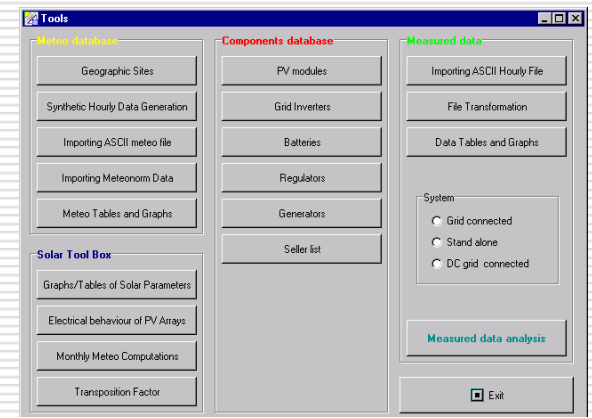 Tools
Meteo database
Geographic Sites
Synthetic Hourly Data Generation
Importing ASCII meteo file
Importing Meteonorm Data
Meteo Tables and Graphs
Solar Tool Box
Graphs/Tables of Solar Parameters
Electrical behaviour of PV Arrays
Monthly Meteo Computations
Transposition Factor
Components database
PV modules
Grid Inverters
Batteries
Regulators
Generators
Seller list
Measured data
Importing ASCII Hourly File
File Transformation
Data Tables and Graphs
System
Grid connected
Stand alone
DC grid connected
Measured data analysis
Exit